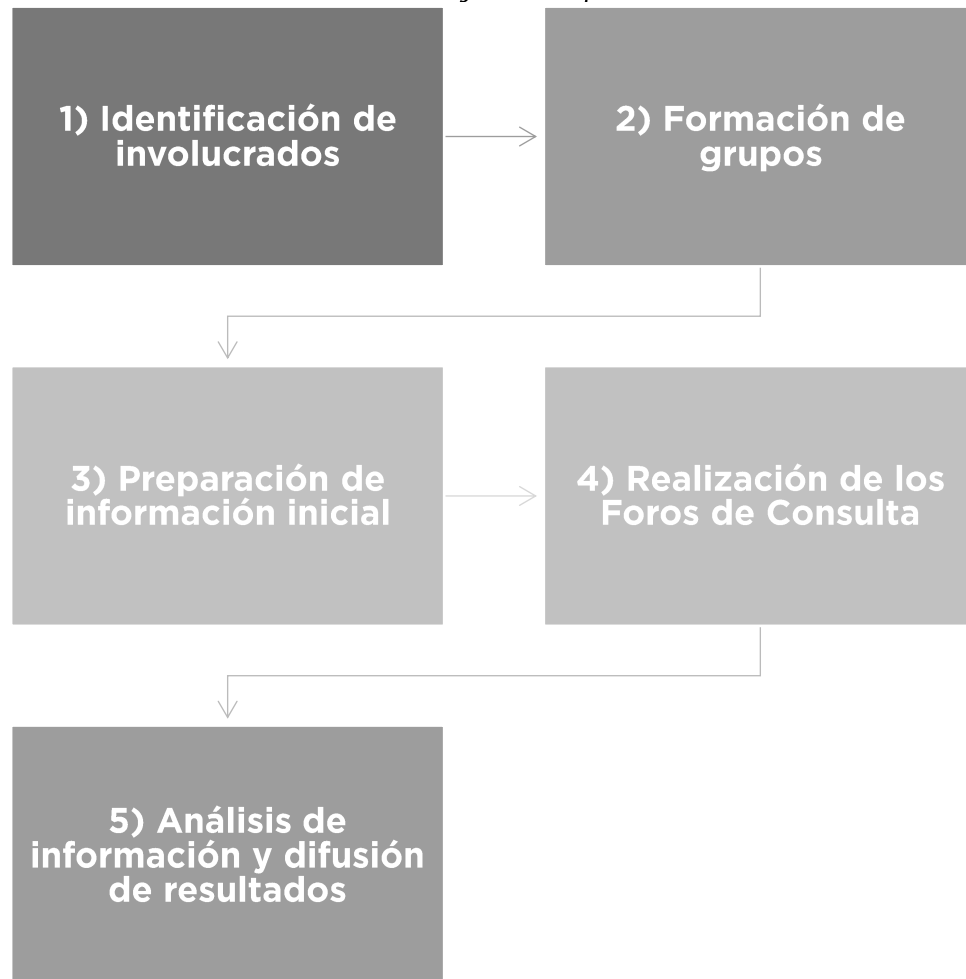 1) Identificación de
involucrados
2) Formación de
grupos
3) Preparación de
información inicial
4) Realización de los
Foros de Consulta
5) Análisis de
información y difusión
de resultados